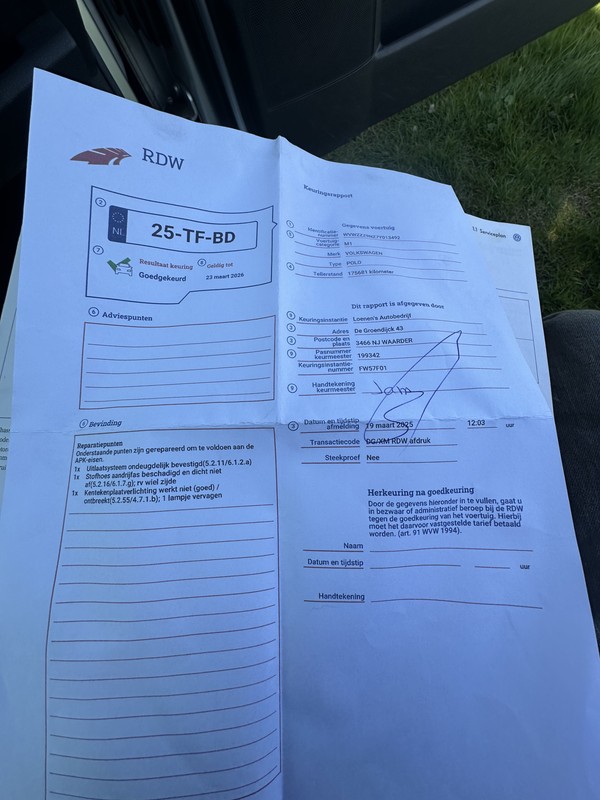 RDW
Keuringsrapport
2
NL
25-TF-BD
7
Resultaat keuring
Goedgekeurd
8
Geldig tot
23 maart 2026
6 Adviespunten
1 Bevinding
Reparatiepunten
Onderstaande punten zijn gerepareerd om te voldoen aan de
APK-eisen.
1x Uitlaatsysteem ondeugdelijk bevestigd(5.2.11/6.1.2.a)
1x Stofhoes aandrijfas beschadigd en dicht niet
af(5.2.16/6.1.7.g); rv wiel zijde
1x Kentekenplaatverlichting werkt niet (goed) /
ontbreekt(5.2.55/4.7.1.b); 1 lampje vervagen
Gegevens voertuig
Identificatie-
nummer
Voertuig-
categorie M1
Merk VOLKSWAGEN
Type POLO
Tellerstand 175681 kilometer
Dit rapport is afgegeven door
Keuringsinstantie Loenen's Autobedrijf
Adres De Groendijck 43
Postcode en
plaats 3466 NJ WAARDER
Pasnummer
keurmeester 199342
Keuringsinstantie-
nummer FW57F01
Handtekening
keurmeester
Datum en tijdstip
afmelding 19 maart 2025 12:03 uur
Transactiecode DG/XM RDW afdruk
Steekproef Nee
Herkeuring na goedkeuring
Door de gegevens hieronder in te vullen, gaat u
in bezwaar of administratief beroep bij de RDW
tegen de goedkeuring van het voertuig. Hierbij
moet het daarvoor vastgestelde tarief betaald
worden. (art. 91 WVW 1994).
Naam
Datum en tijdstip uur
Handtekening
1.1 Serviceplan